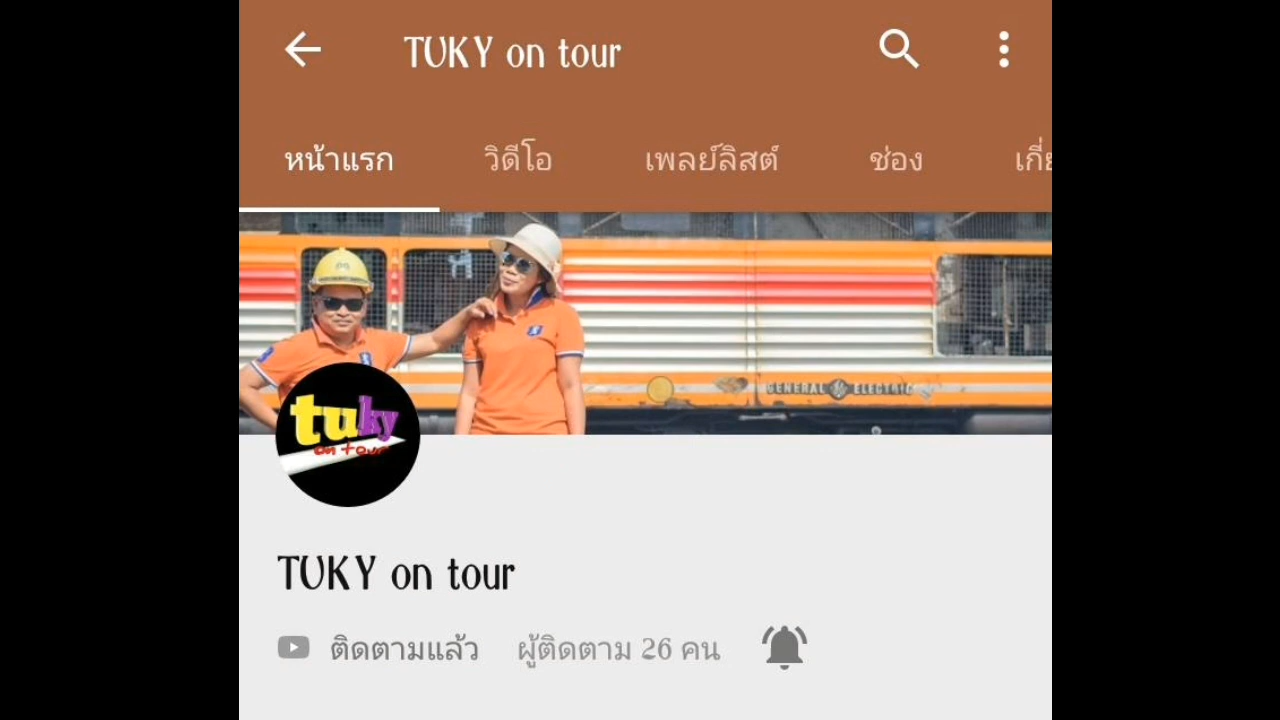 TUKY on tour
หน้าแรก วิดีโอ เพลย์ลิสต์ ช่อง
GENERAL ELECTRIC
tuky
on tour
TUKY on tour
ติดตามแล้ว ผู้ติดตาม 26 คน